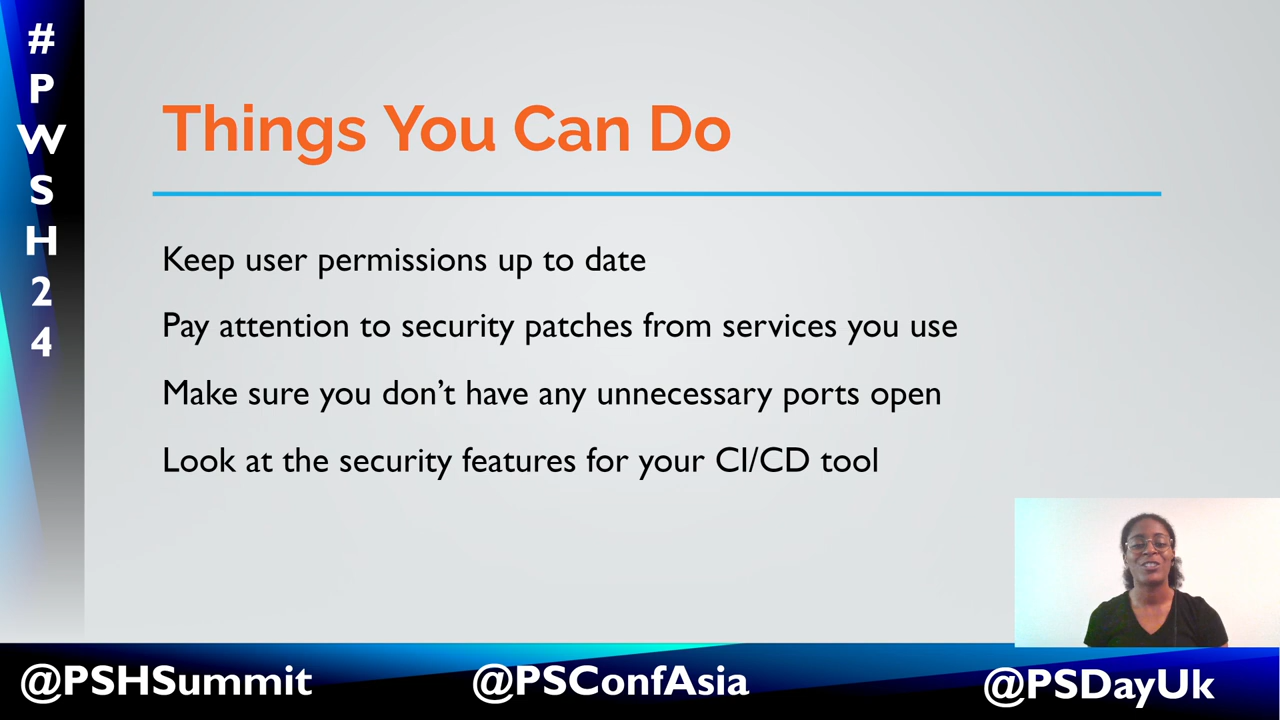 #
P
W
S
H
2
4
Things You Can Do
Keep user permissions up to date
Pay attention to security patches from services you use
Make sure you don’t have any unnecessary ports open
Look at the security features for your CI/CD tool
@PSHSummit
@PSConfAsia
@PSDayUk